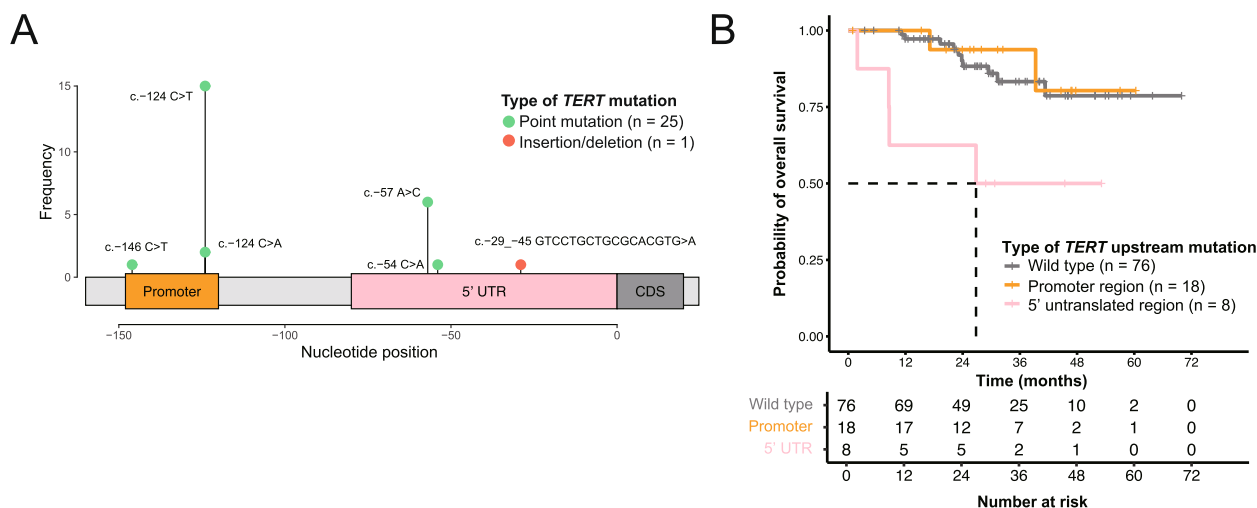 A
c.−124 C>T
c.−146 C>T
c.−124 C>A
c.−57 A>C
c.−54 C>A
c.−29_−45 GTCCTGCTGCGCACGTG>A
Type of TERT mutation
Point mutation (n = 25)
Insertion/deletion (n = 1)
Frequency
15
10
5
0
Promoter
5' UTR
CDS
−150
−100
−50
0
Nucleotide position
B
Probability of overall survival
1.00
0.75
0.50
0.25
0.00
Type of TERT upstream mutation
Wild type (n = 76)
Promoter region (n = 18)
5' untranslated region (n = 8)
0 12 24 36 48 60 72
Time (months)
Wild type 76 69 49 25 10 2 0
Promoter 18 17 12 7 2 1 0
5' UTR 8 5 5 2 1 0 0
0 12 24 36 48 60 72
Number at risk